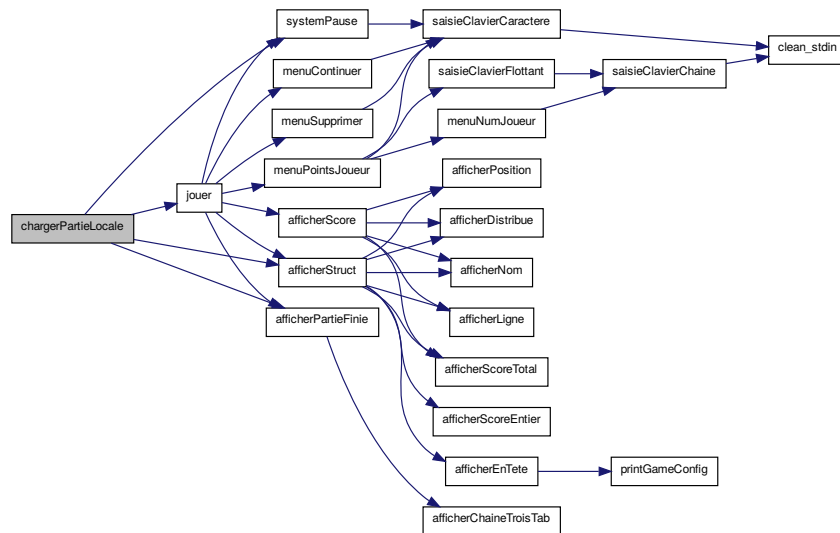 systemPause
saisieClavierCaractere
clean_stdin
menuContinuer
saisieClavierFlottant
saisieClavierChaine
menuSupprimer
menuNumJoueur
menuPointsJoueur
afficherPosition
jouer
chargerPartieLocale
afficherScore
afficherDistribue
afficherStruct
afficherNom
afficherPartieFinie
afficherLigne
afficherScoreTotal
afficherScoreEntier
afficherEnTete
printGameConfig
afficherChaineTroisTab